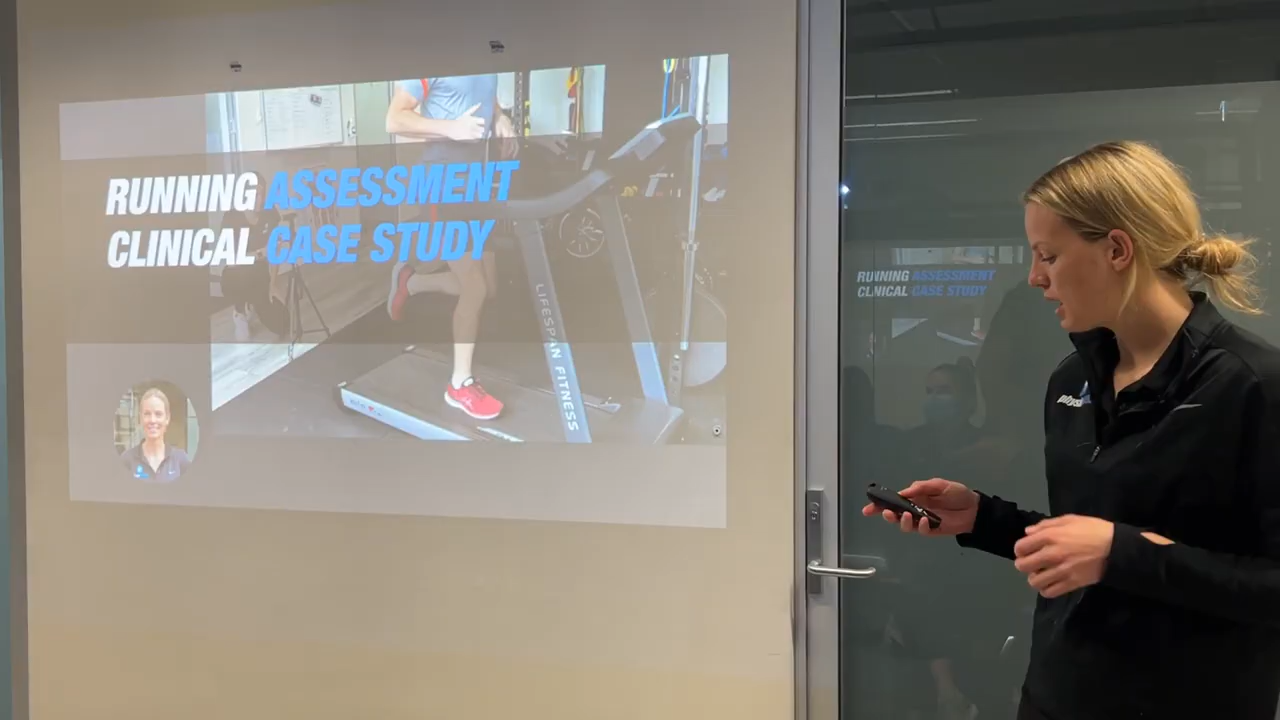 RUNNING ASSESSMENT
CLINICAL CASE STUDY
LIFESPAN FITNESS
RUNNING ASSESSMENT
CLINICAL CASE STUDY